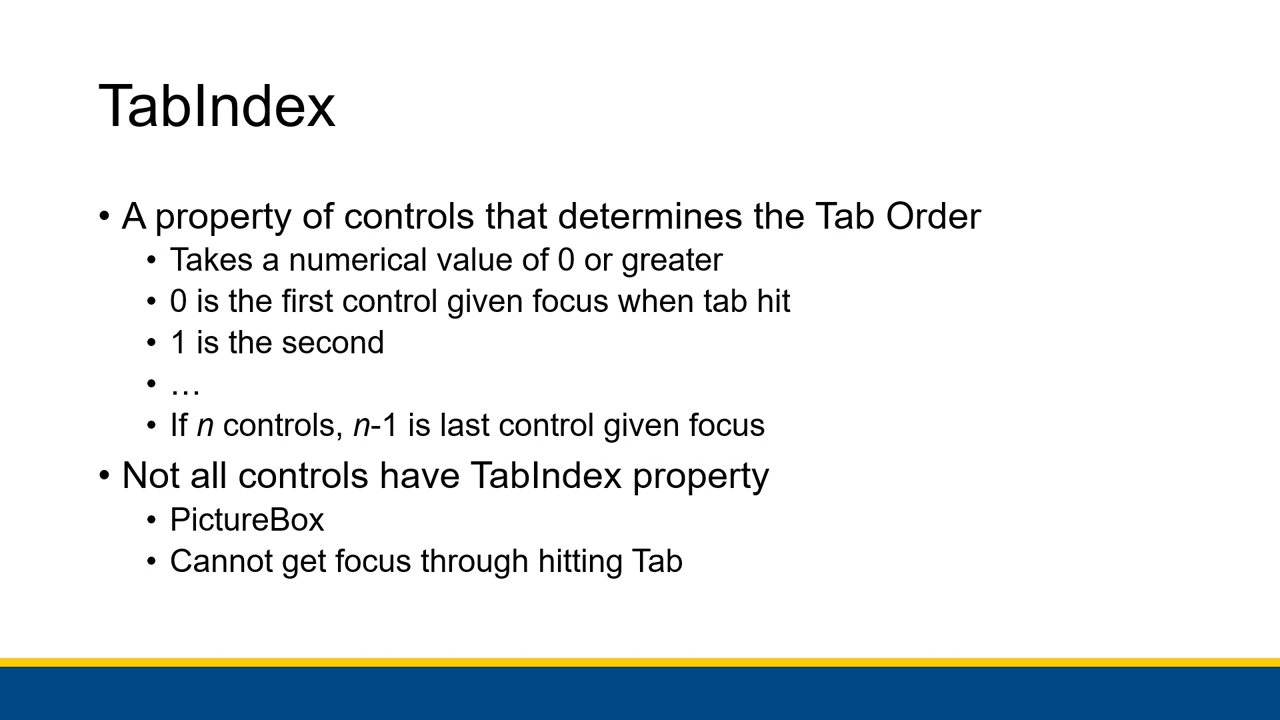 TabIndex
• A property of controls that determines the Tab Order
• Takes a numerical value of 0 or greater
• 0 is the first control given focus when tab hit
• 1 is the second
• …
• If n controls, n-1 is last control given focus
• Not all controls have TabIndex property
• PictureBox
• Cannot get focus through hitting Tab